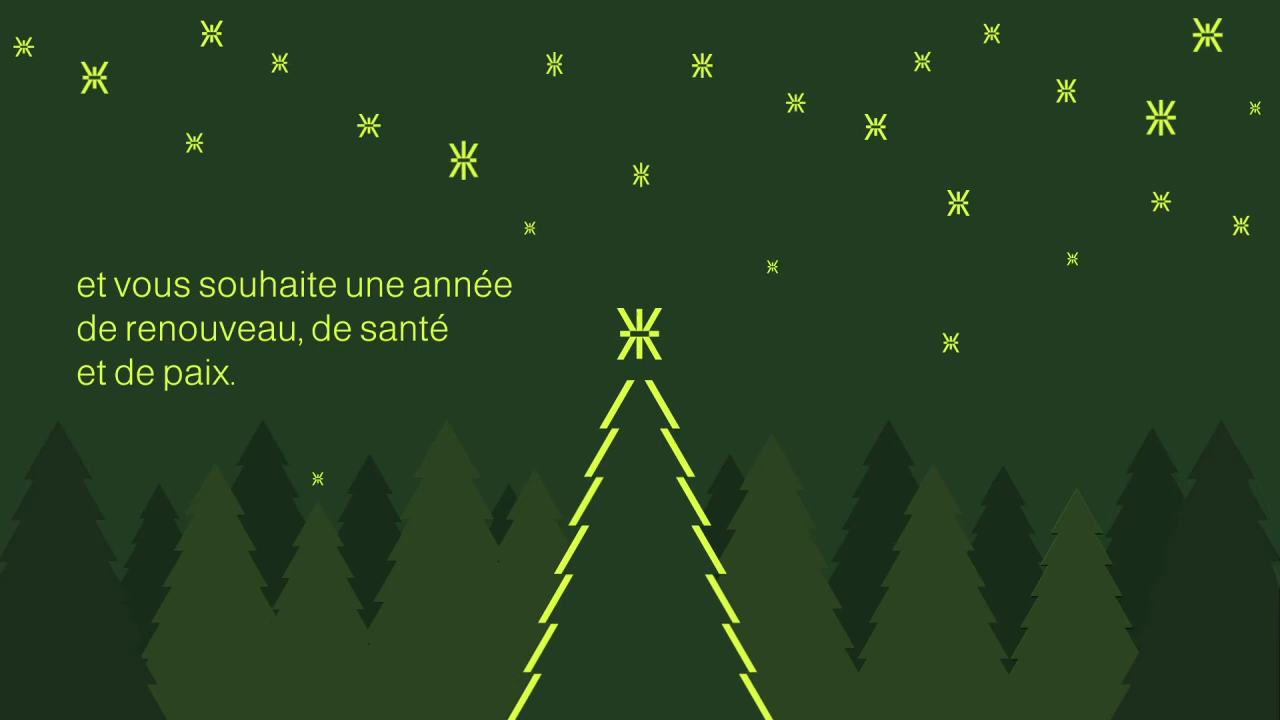 et vous souhaite une année
de renouveau, de santé
et de paix.